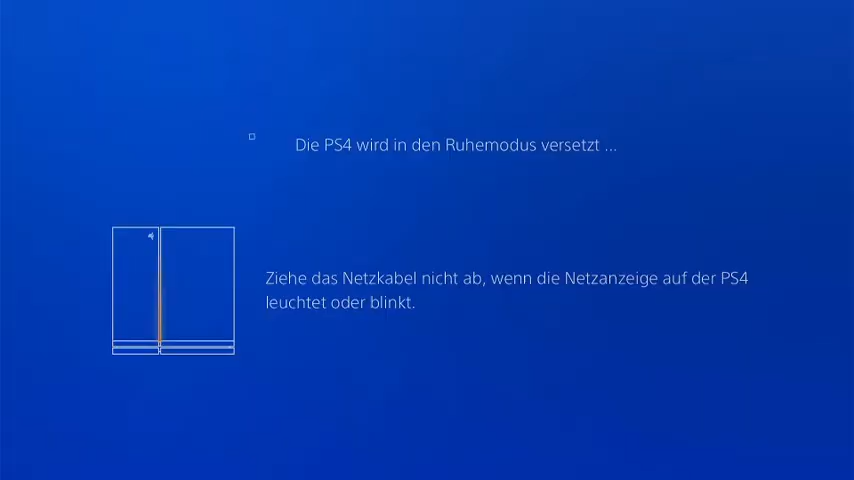 Die PS4 wird in den Ruhemodus versetzt ...
Ziehe das Netzkabel nicht ab, wenn die Netzanzeige auf der PS4
leuchtet oder blinkt.